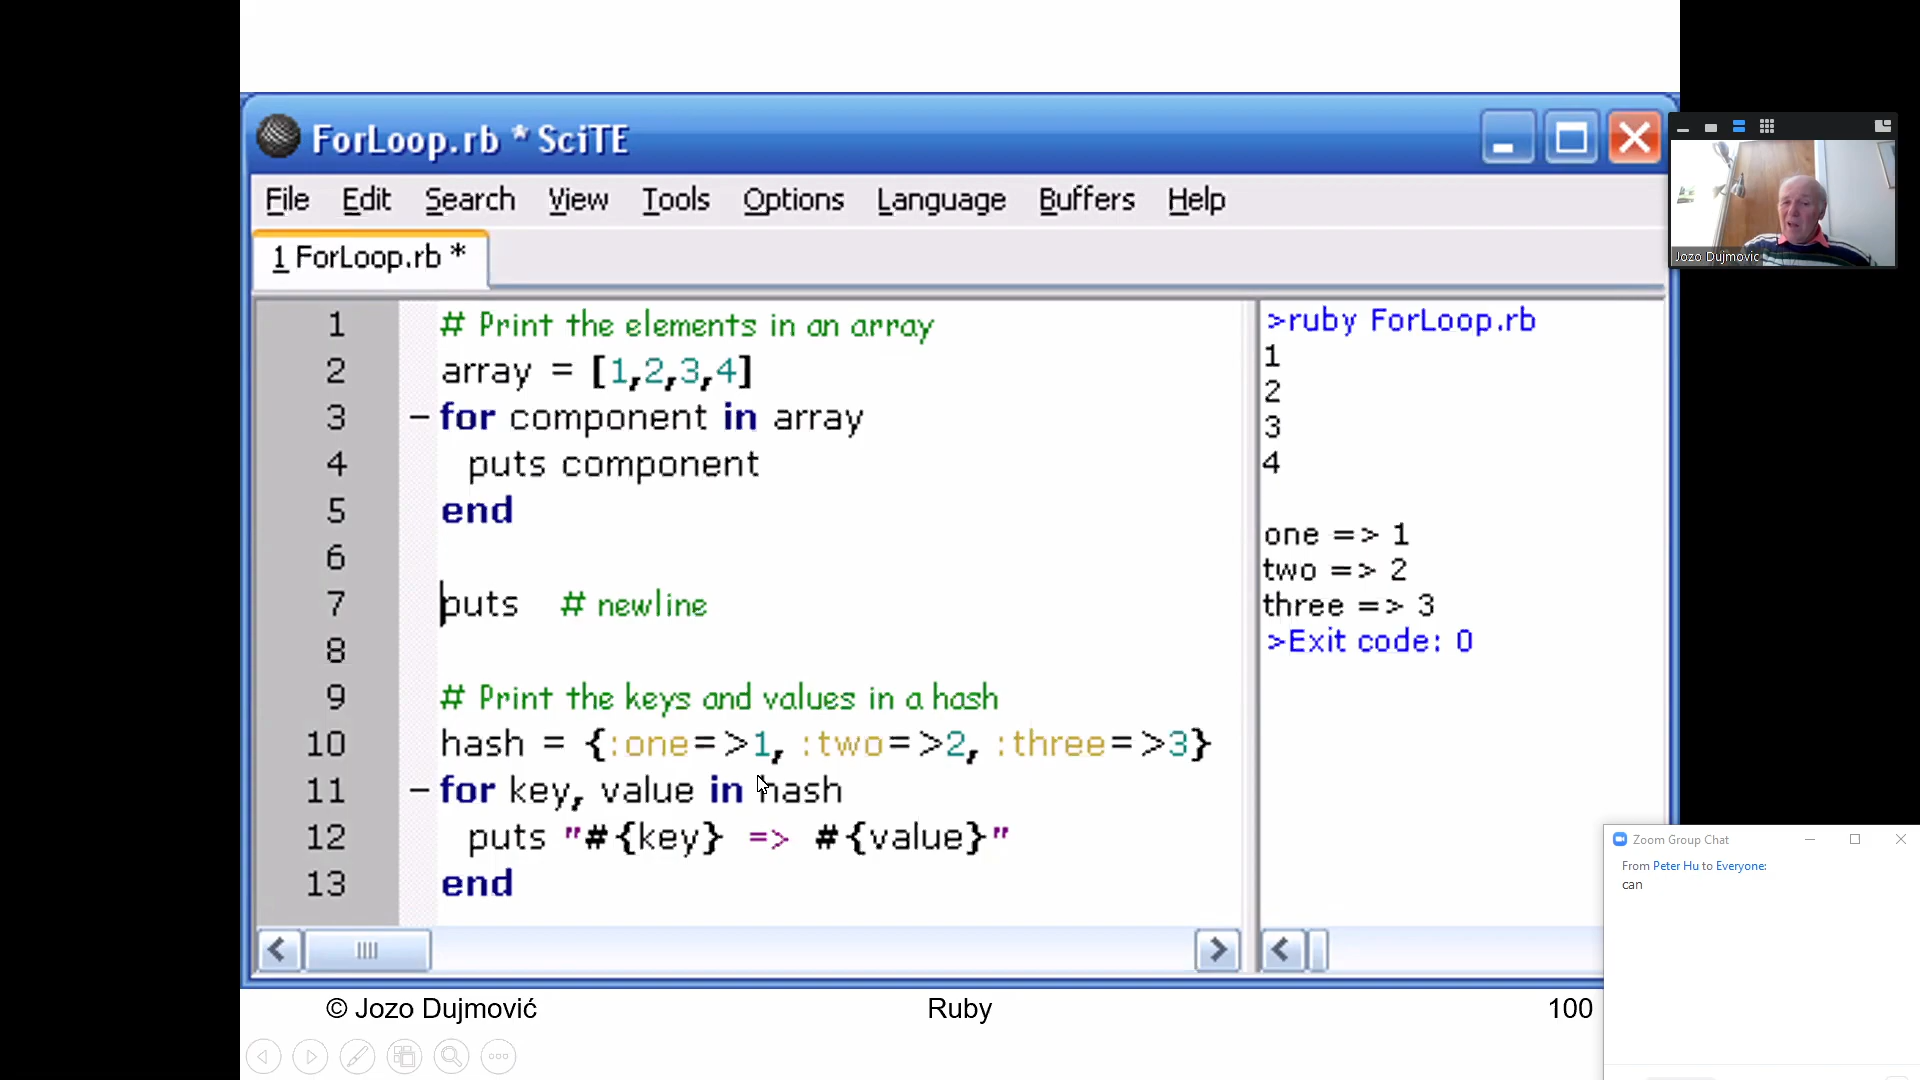 ForLoop.rb * SciTE
File Edit Search View Tools Options Language Buffers Help
1 ForLoop.rb *
1 # Print the elements in an array
2 array = [1,2,3,4]
3 for component in array
4 puts component
5 end
6
7 puts # newline
8
9 # Print the keys and values in a hash
10 hash = {:one=>1, :two=>2, :three=>3}
11 for key, value in hash
12 puts "#{key} => #{value}"
13 end
>ruby ForLoop.rb
1
2
3
4
one => 1
two => 2
three => 3
>Exit code: 0
Jozo Dujmovic
Zoom Group Chat
From Peter Hu to Everyone:
can
© Jozo Dujmović
Ruby
100